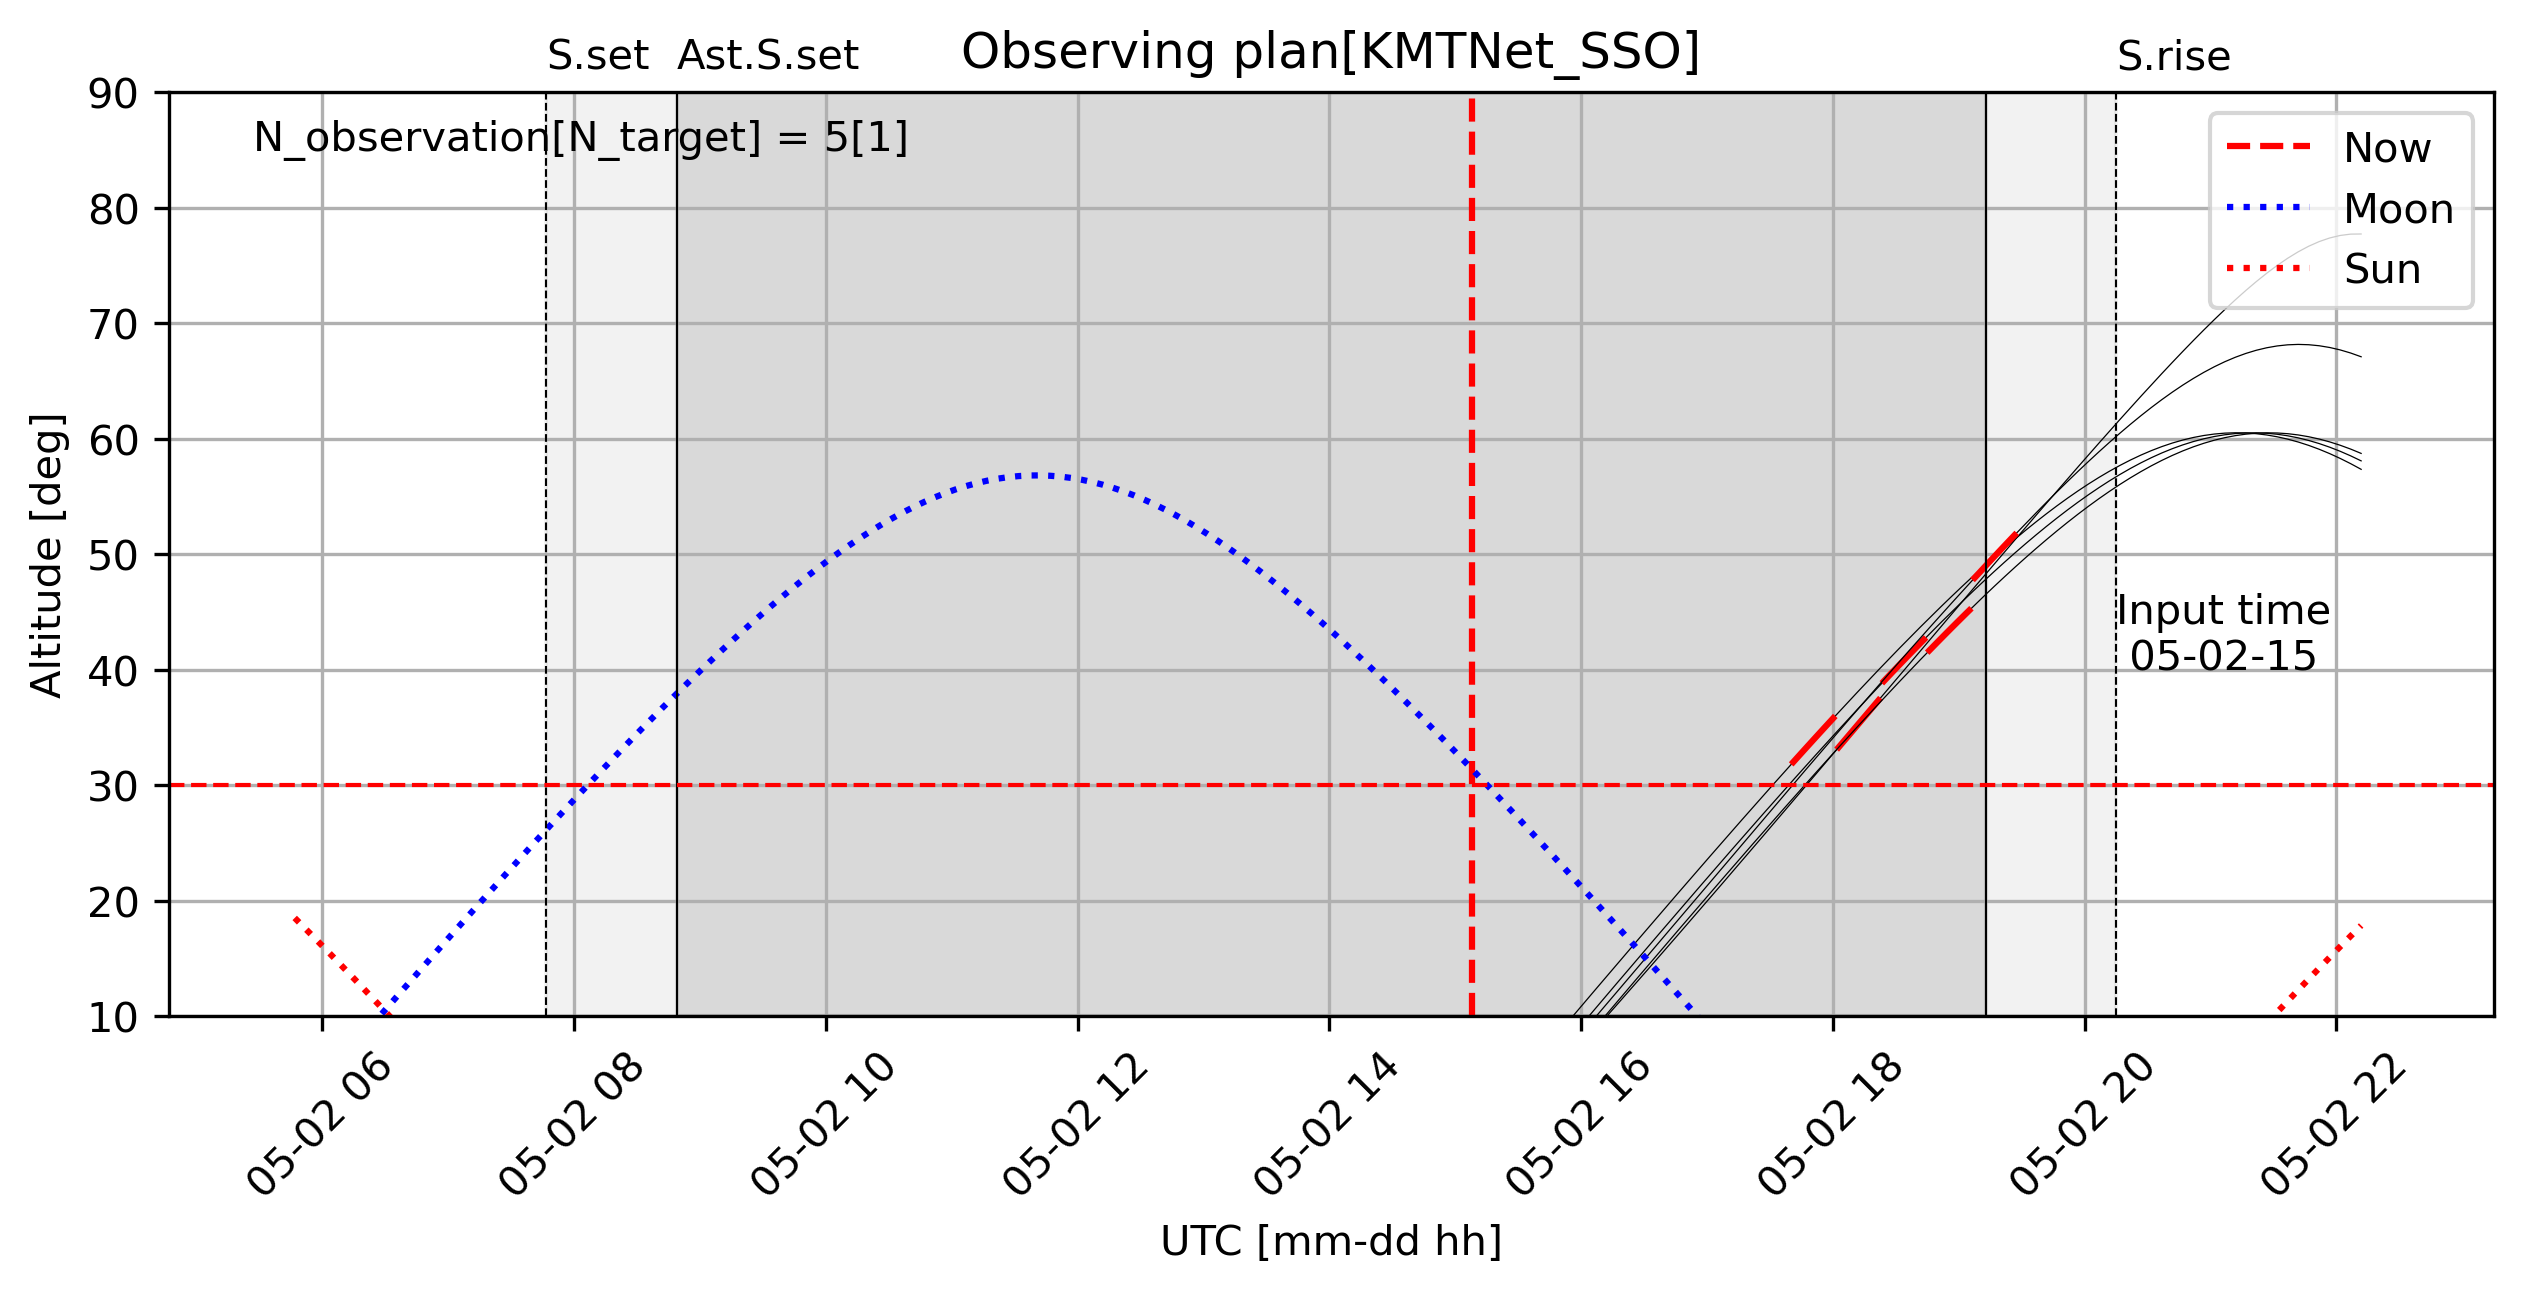 S.set Ast.S.set Observing plan[KMTNet_SSO] S.rise
N_observation[N_target] = 5[1]
Now
Moon
Sun
Input time
05-02-15
Altitude [deg]
90
80
70
60
50
40
30
20
10
05-02 06
05-02 08
05-02 10
05-02 12
05-02 14
05-02 16
05-02 18
05-02 20
05-02 22
UTC [mm-dd hh]